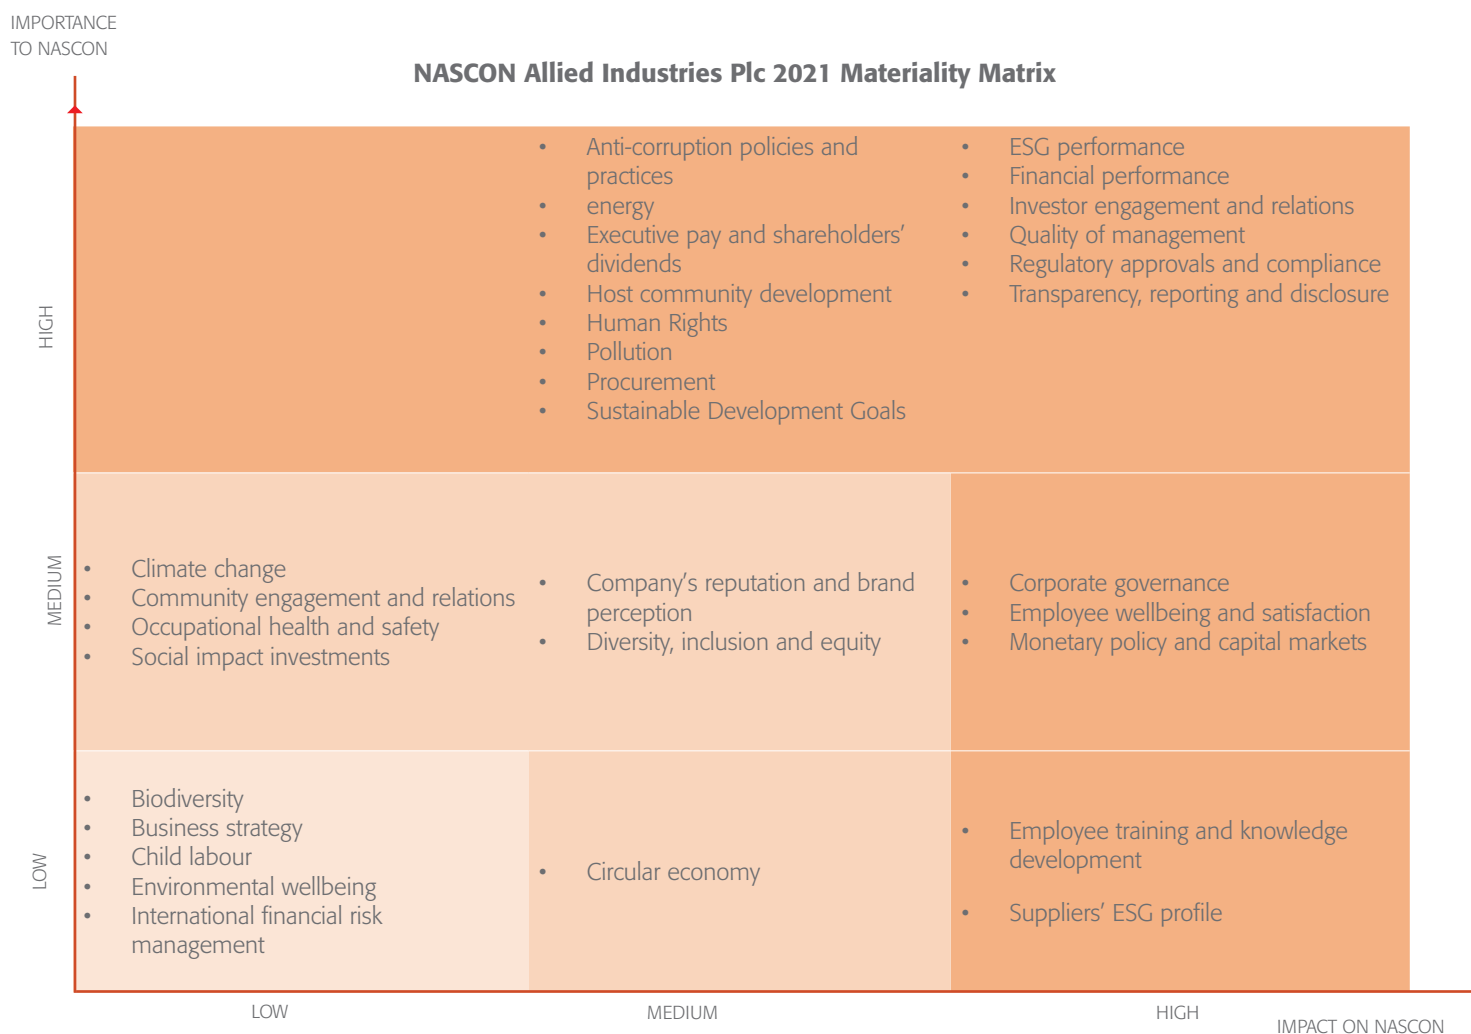 IMPORTANCE
TO NASCON
NASCON Allied Industries Plc 2021 Materiality Matrix
HIGH
• Anti-corruption policies and
practices
• energy
• Executive pay and shareholders’
dividends
• Host community development
• Human Rights
• Pollution
• Procurement
• Sustainable Development Goals
• ESG performance
• Financial performance
• Investor engagement and relations
• Quality of management
• Regulatory approvals and compliance
• Transparency, reporting and disclosure
MEDIUM
• Climate change
• Community engagement and relations
• Occupational health and safety
• Social impact investments
• Company’s reputation and brand
perception
• Diversity, inclusion and equity
• Corporate governance
• Employee wellbeing and satisfaction
• Monetary policy and capital markets
LOW
• Biodiversity
• Business strategy
• Child labour
• Environmental wellbeing
• International financial risk
management
• Circular economy
• Employee training and knowledge
development
• Suppliers’ ESG profile
LOW
MEDIUM
HIGH
IMPACT ON NASCON